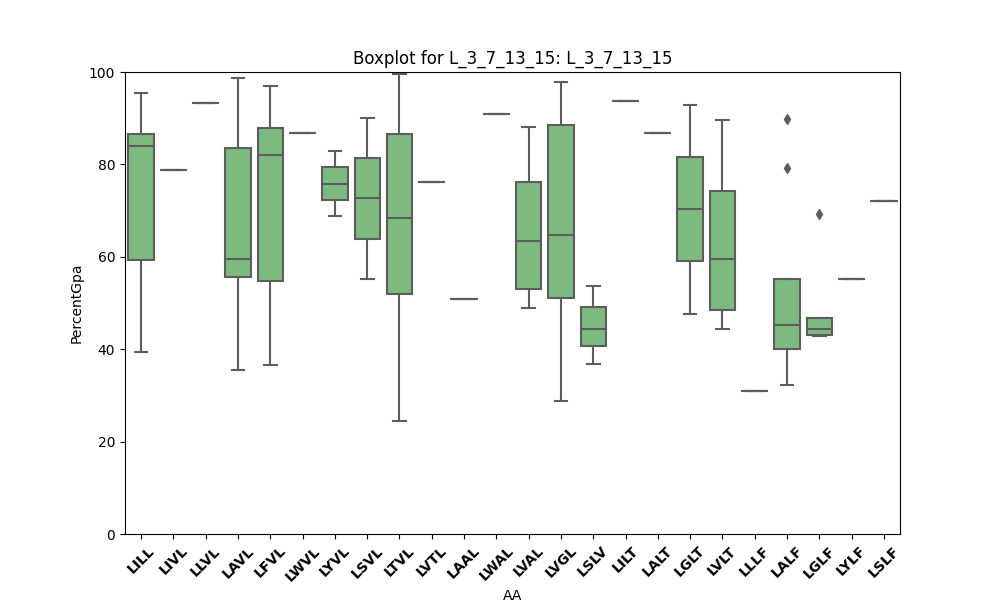 Boxplot for L_3_7_13_15: L_3_7_13_15
100
80
60
40
20
0
PercentGpa
LILL LIVL LLVL LAVL LFVL LWVL LYVL LSVL LTVL LVTL LAAL LWAL LVAL LVGL LSLV LILT LALT LGLT LVLT LLLF LALF LGLF LYLF LSLF
AA